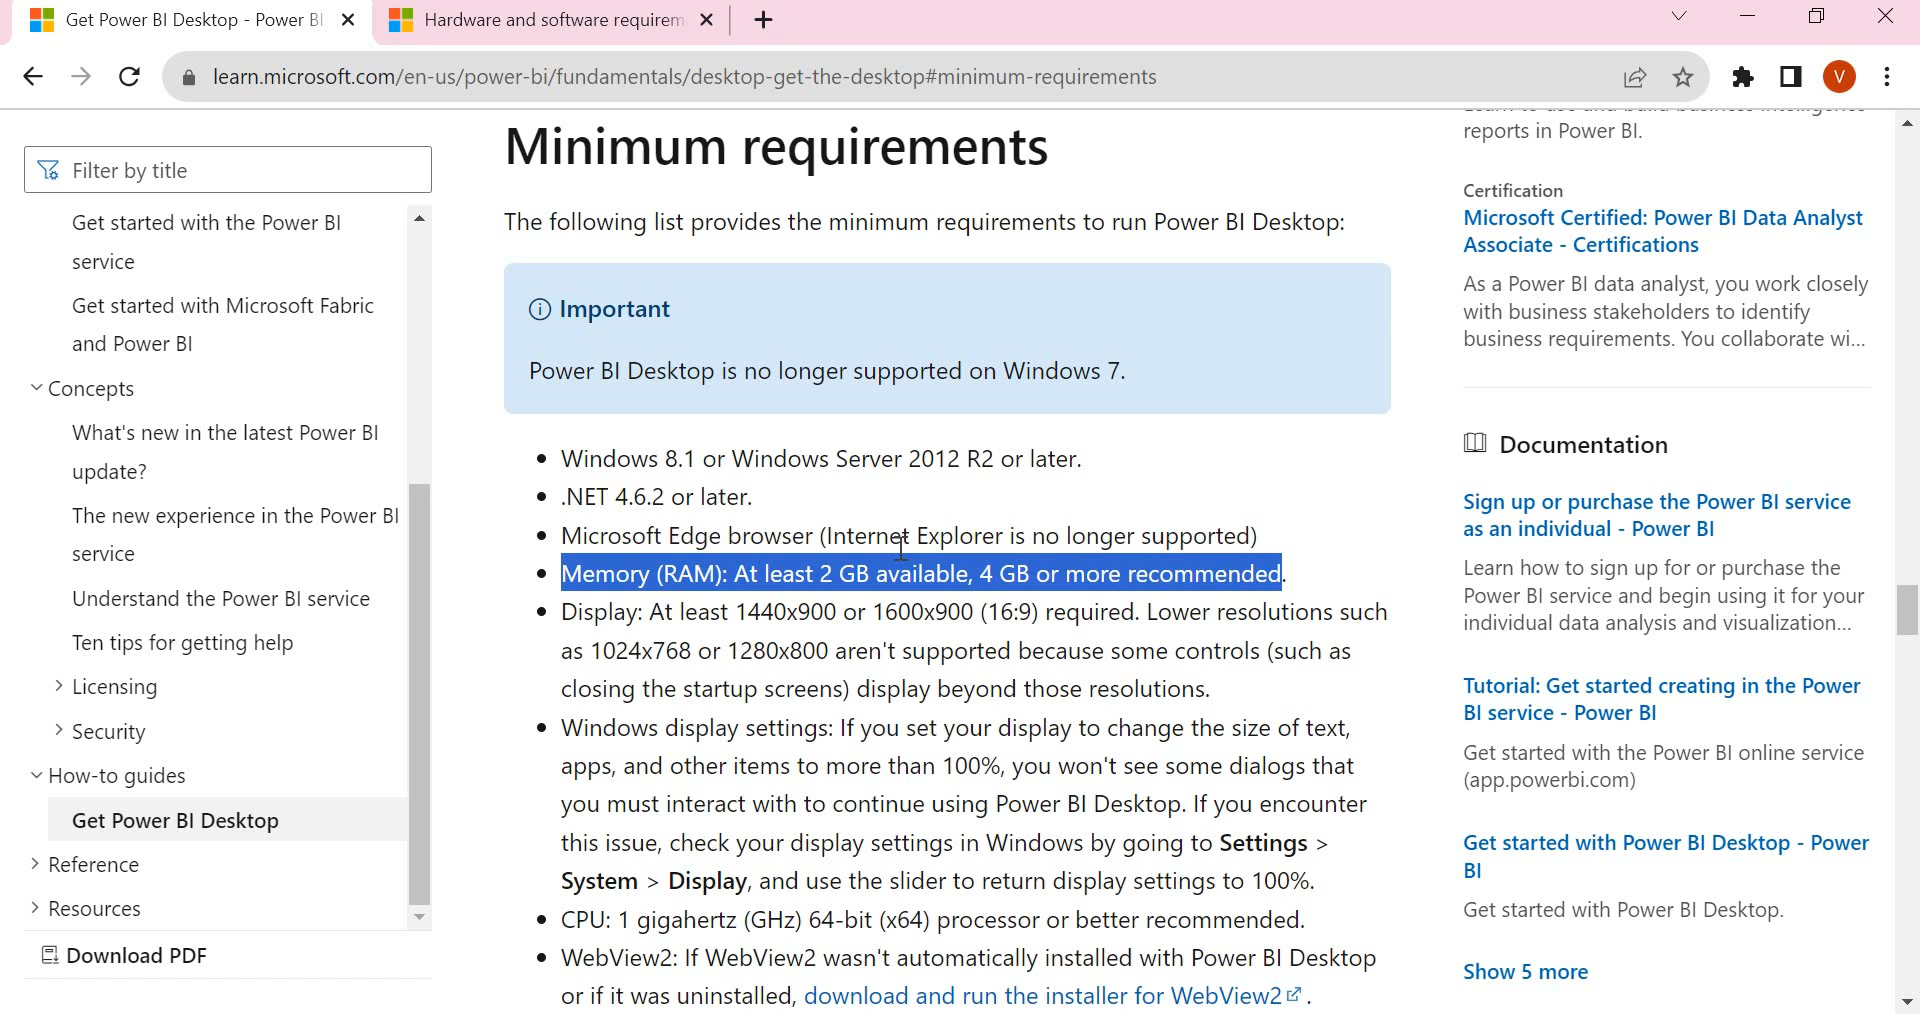 Get Power BI Desktop - Power BI
Hardware and software requirem
learn.microsoft.com/en-us/power-bi/fundamentals/desktop-get-the-desktop#minimum-requirements
V
Filter by title
Get started with the Power BI
service
Get started with Microsoft Fabric
and Power BI
Concepts
What's new in the latest Power BI
update?
The new experience in the Power BI
service
Understand the Power BI service
Ten tips for getting help
Licensing
Security
How-to guides
Get Power BI Desktop
Reference
Resources
Download PDF
Minimum requirements
The following list provides the minimum requirements to run Power BI Desktop:
Important
Power BI Desktop is no longer supported on Windows 7.
• Windows 8.1 or Windows Server 2012 R2 or later.
• .NET 4.6.2 or later.
• Microsoft Edge browser (Internet Explorer is no longer supported)
• Memory (RAM): At least 2 GB available, 4 GB or more recommended.
• Display: At least 1440x900 or 1600x900 (16:9) required. Lower resolutions such
as 1024x768 or 1280x800 aren't supported because some controls (such as
closing the startup screens) display beyond those resolutions.
• Windows display settings: If you set your display to change the size of text,
apps, and other items to more than 100%, you won't see some dialogs that
you must interact with to continue using Power BI Desktop. If you encounter
this issue, check your display settings in Windows by going to Settings >
System > Display, and use the slider to return display settings to 100%.
• CPU: 1 gigahertz (GHz) 64-bit (x64) processor or better recommended.
• WebView2: If WebView2 wasn't automatically installed with Power BI Desktop
or if it was uninstalled, download and run the installer for WebView2.
reports in Power BI.
Certification
Microsoft Certified: Power BI Data Analyst
Associate - Certifications
As a Power BI data analyst, you work closely
with business stakeholders to identify
business requirements. You collaborate wi...
Documentation
Sign up or purchase the Power BI service
as an individual - Power BI
Learn how to sign up for or purchase the
Power BI service and begin using it for your
individual data analysis and visualization...
Tutorial: Get started creating in the Power
BI service - Power BI
Get started with the Power BI online service
(app.powerbi.com)
Get started with Power BI Desktop - Power
BI
Get started with Power BI Desktop.
Show 5 more